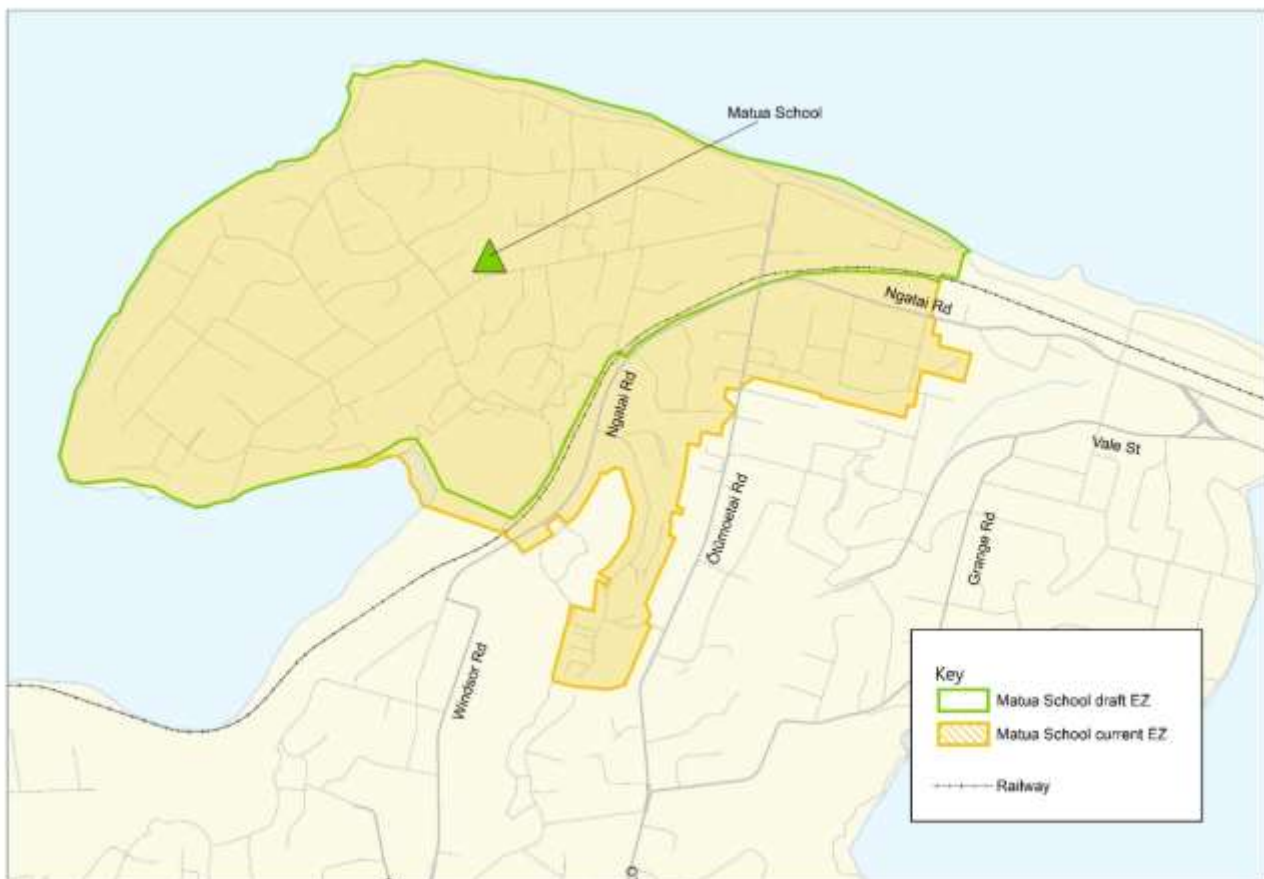 Matua School
Ngatai Rd
Ngatai Rd
Vale St
Ōtūmoetai Rd
Grange Rd
Windsor Rd
Key
Matua School draft EZ
Matua School current EZ
Railway